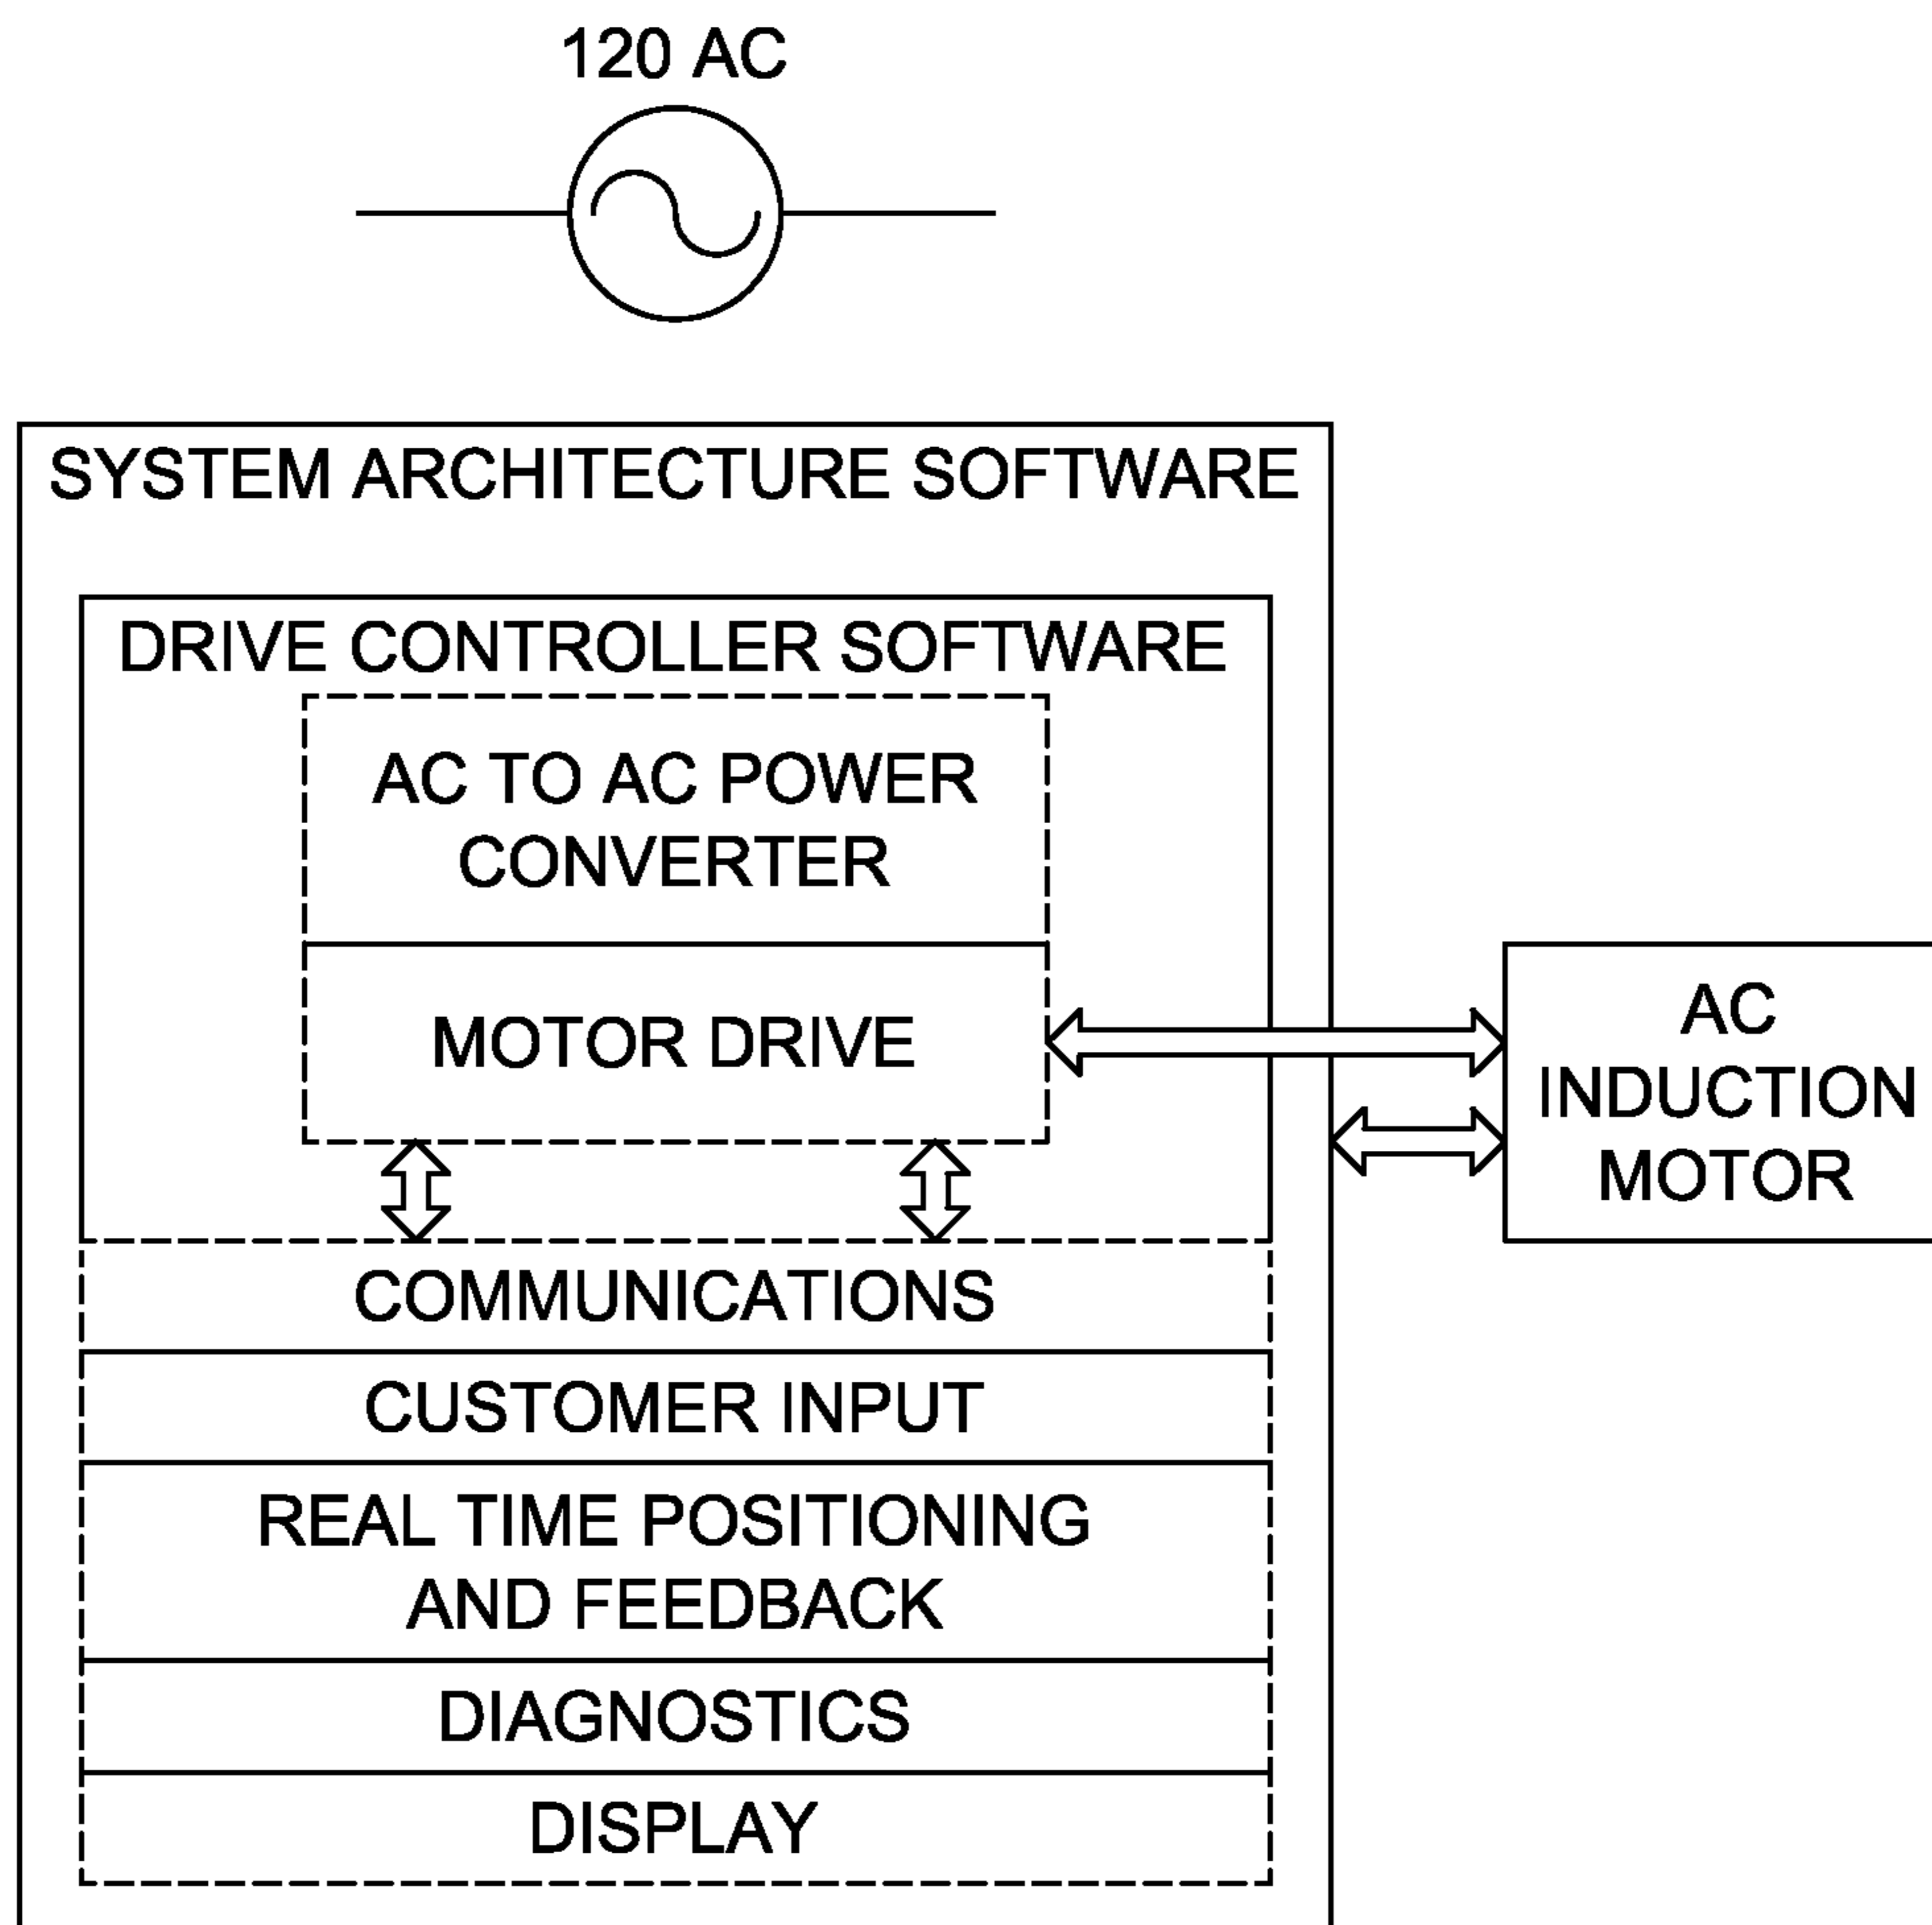 120 AC
SYSTEM ARCHITECTURE SOFTWARE
DRIVE CONTROLLER SOFTWARE
AC TO AC POWER
CONVERTER
MOTOR DRIVE
AC
INDUCTION
MOTOR
COMMUNICATIONS
CUSTOMER INPUT
REAL TIME POSITIONING
AND FEEDBACK
DIAGNOSTICS
DISPLAY